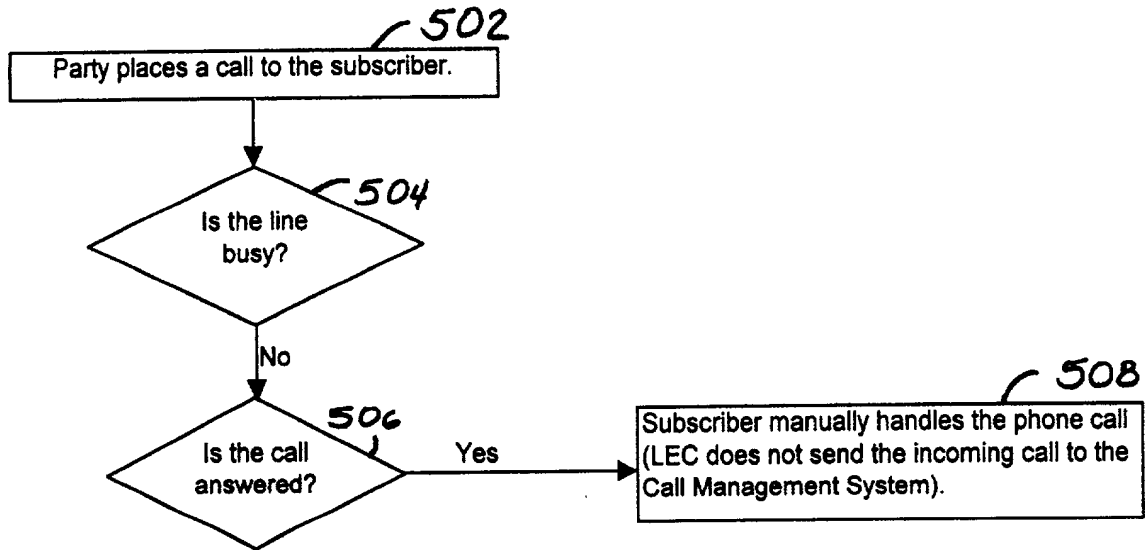 502
Party places a call to the subscriber.
504
Is the line
busy?
No
506
Is the call
answered?
Yes
508
Subscriber manually handles the phone call
(LEC does not send the incoming call to the
Call Management System).